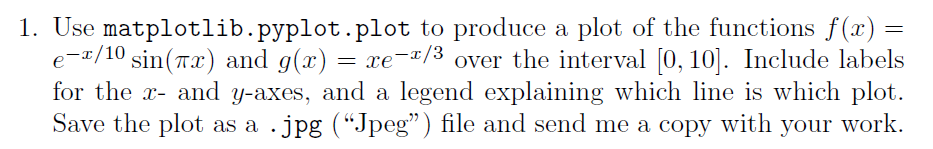 1. Use matplotlib.pyplot.plot to produce a plot of the functions f(x) =
e^{-x/10} sin(πx) and g(x) = xe^{-x/3} over the interval [0, 10]. Include labels
for the x- and y-axes, and a legend explaining which line is which plot.
Save the plot as a .jpg (“Jpeg”) file and send me a copy with your work.